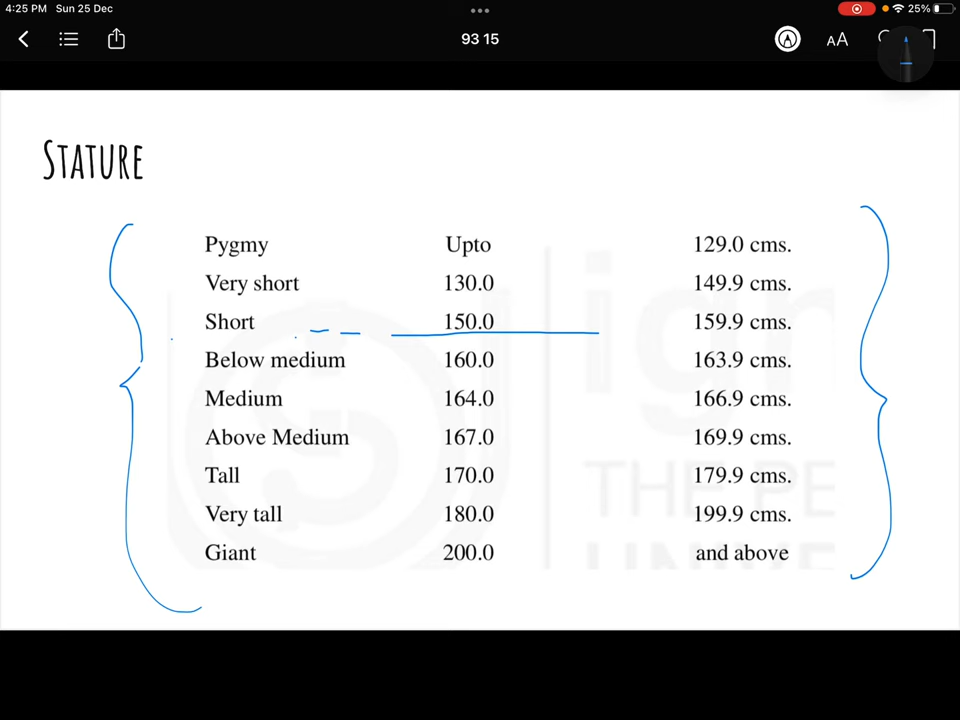 4:25 PM Sun 25 Dec 25%
93 15
AA
STATURE
Pygmy Upto 129.0 cms.
Very short 130.0 149.9 cms.
Short 150.0 159.9 cms.
Below medium 160.0 163.9 cms.
Medium 164.0 166.9 cms.
Above Medium 167.0 169.9 cms.
Tall 170.0 179.9 cms.
Very tall 180.0 199.9 cms.
Giant 200.0 and above
THE PE